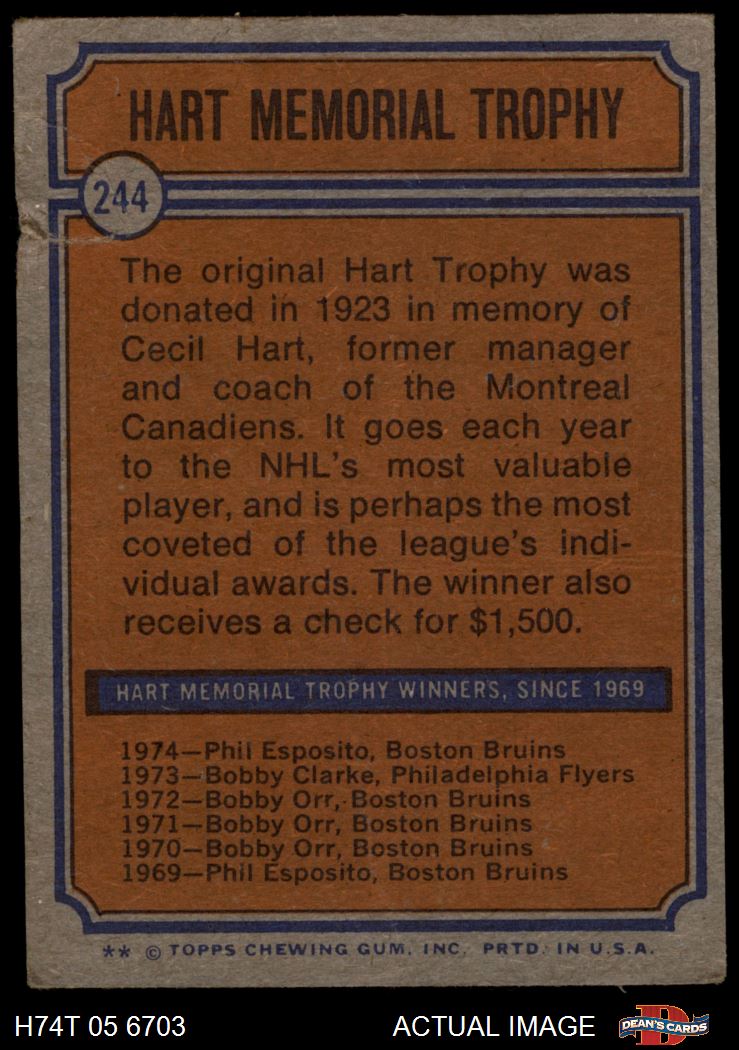 HART MEMORIAL TROPHY
244
The original Hart Trophy was
donated in 1923 in memory of
Cecil Hart, former manager
and coach of the Montreal
Canadiens. It goes each year
to the NHL's most valuable
player, and is perhaps the most
coveted of the league's indi-
vidual awards. The winner also
receives a check for $1,500.
HART MEMORIAL TROPHY WINNERS, SINCE 1969
1974—Phil Esposito, Boston Bruins
1973—Bobby Clarke, Philadelphia Flyers
1972—Bobby Orr, Boston Bruins
1971—Bobby Orr, Boston Bruins
1970—Bobby Orr, Boston Bruins
1969—Phil Esposito, Boston Bruins
** © TOPPS CHEWING GUM, INC. PRTD. IN U.S.A.
H74T 05 6703 ACTUAL IMAGE D DEAN'S CARDS